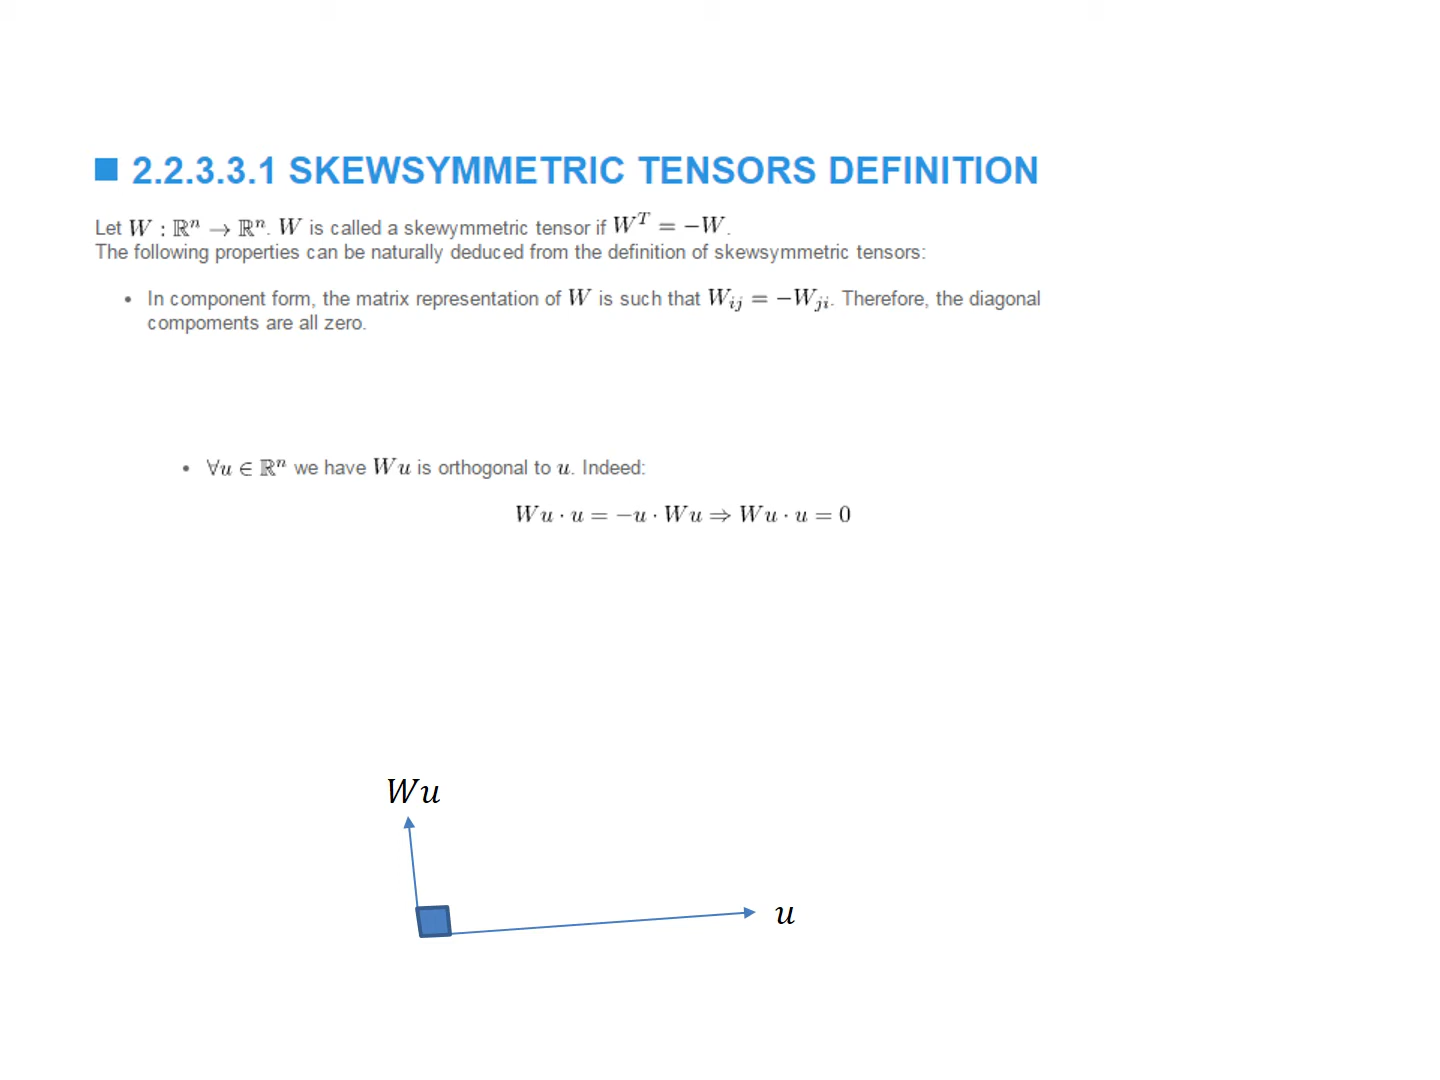 ■ 2.2.3.3.1 SKEWSYMMETRIC TENSORS DEFINITION
Let W : ℝⁿ → ℝⁿ. W is called a skewymmetric tensor if Wᵀ = −W.
The following properties can be naturally deduced from the definition of skewsymmetric tensors:
• In component form, the matrix representation of W is such that Wᵢⱼ = −Wⱼᵢ. Therefore, the diagonal
compoments are all zero.
• ∀u ∈ ℝⁿ we have Wu is orthogonal to u. Indeed:
Wu · u = −u · Wu ⇒ Wu · u = 0
Wu
u